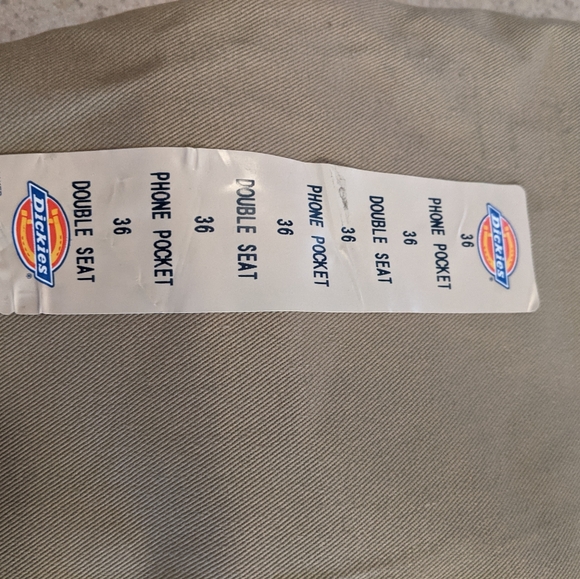 Dickies®
36
PHONE POCKET
36
DOUBLE SEAT
36
PHONE POCKET
36
DOUBLE SEAT
36
PHONE POCKET
36
DOUBLE SEAT
Dickies®